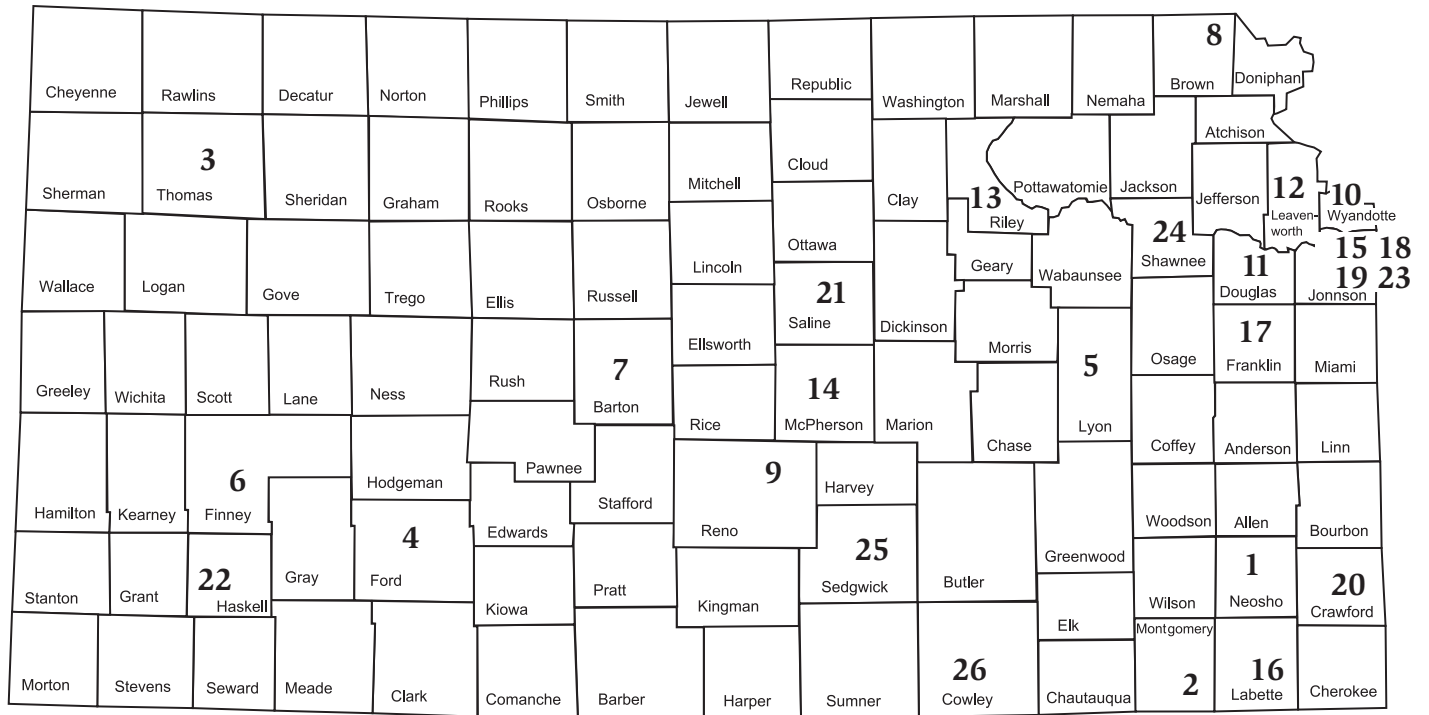 8
Cheyenne
Rawlins
Decatur
Norton
Phillips
Smith
Jewell
Republic
Washington
Marshall
Nemaha
Brown
Doniphan
3
Sherman
Thomas
Sheridan
Graham
Rooks
Osborne
Mitchell
Cloud
Clay
13
Riley
Pottawatomie
Jackson
Atchison
Jefferson
12
Leaven-
worth
10
Wyandotte
Wallace
Logan
Gove
Trego
Ellis
Russell
Lincoln
Ottawa
21
Saline
Dickinson
Geary
Wabaunsee
24
Shawnee
11
Douglas
15 18
19 23
Jonnson
Greeley
Wichita
Scott
Lane
Ness
Rush
7
Barton
Ellsworth
Rice
14
McPherson
Marion
Morris
Chase
5
Lyon
Osage
17
Franklin
Miami
Coffey
Anderson
Linn
Hamilton
Kearney
6
Finney
Hodgeman
Pawnee
Edwards
Stafford
9
Reno
Harvey
Stanton
Grant
22
Haskell
Gray
4
Ford
Kiowa
Pratt
Kingman
25
Sedgwick
Butler
Greenwood
Woodson
Allen
Bourbon
Elk
Wilson
1
Neosho
20
Crawford
Morton
Stevens
Seward
Meade
Clark
Comanche
Barber
Harper
Sumner
26
Cowley
Chautauqua
Montgomery
2
16
Labette
Cherokee